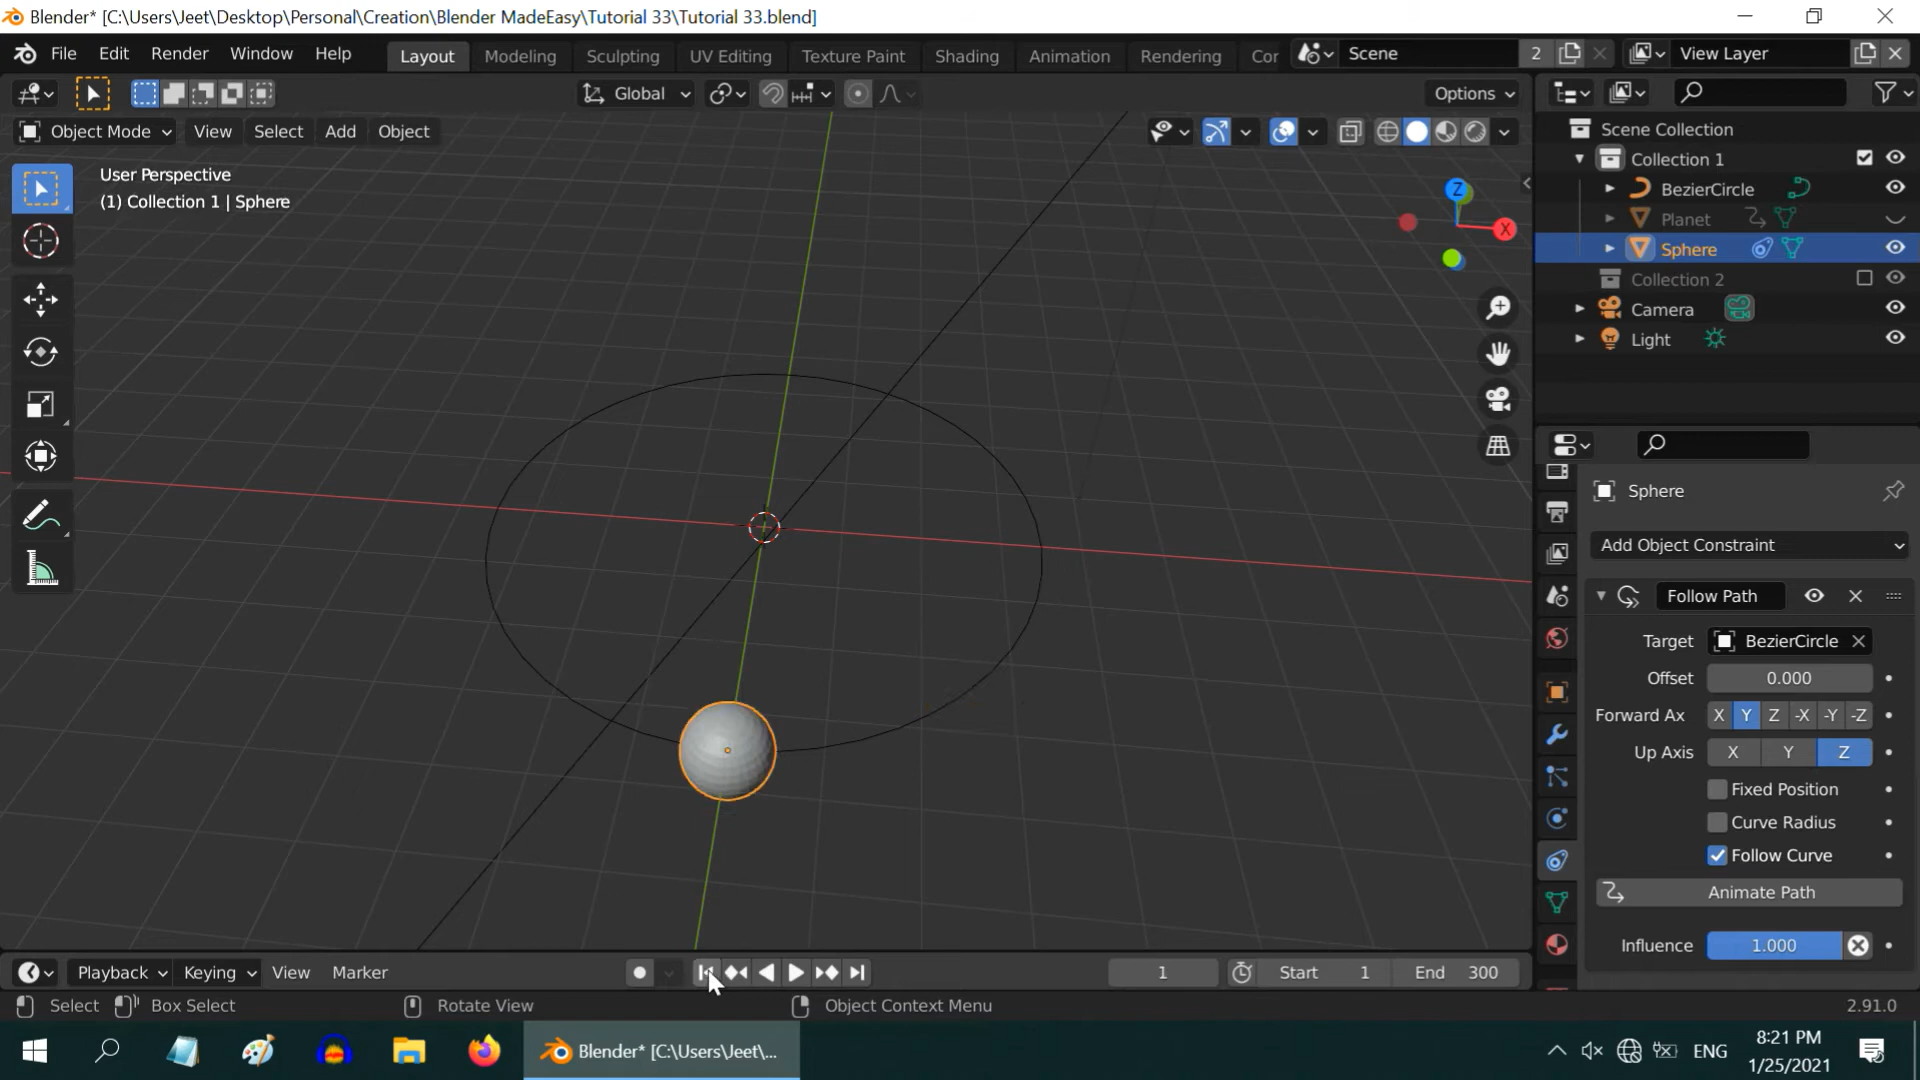 Blender* [C:\Users\Jeet\Desktop\Personal\Creation\Blender MadeEasy\Tutorial 33\Tutorial 33.blend]
File Edit Render Window Help Layout Modeling Sculpting UV Editing Texture Paint Shading Animation Rendering Cor Scene 2 View Layer
Global Options
Object Mode View Select Add Object
User Perspective
(1) Collection 1 | Sphere
Z
X
Scene Collection
Collection 1
BezierCircle
Planet
Sphere
Collection 2
Camera
Light
Sphere
Add Object Constraint
Follow Path
Target BezierCircle
Offset 0.000
Forward Ax X Y Z -X -Y -Z
Up Axis X Y Z
Fixed Position
Curve Radius
Follow Curve
Animate Path
Influence 1.000
Playback Keying View Marker 1 Start 1 End 300
Select Box Select Rotate View Object Context Menu 2.91.0
Blender* [C:\Users\Jeet\... ENG 8:21 PM
1/25/2021